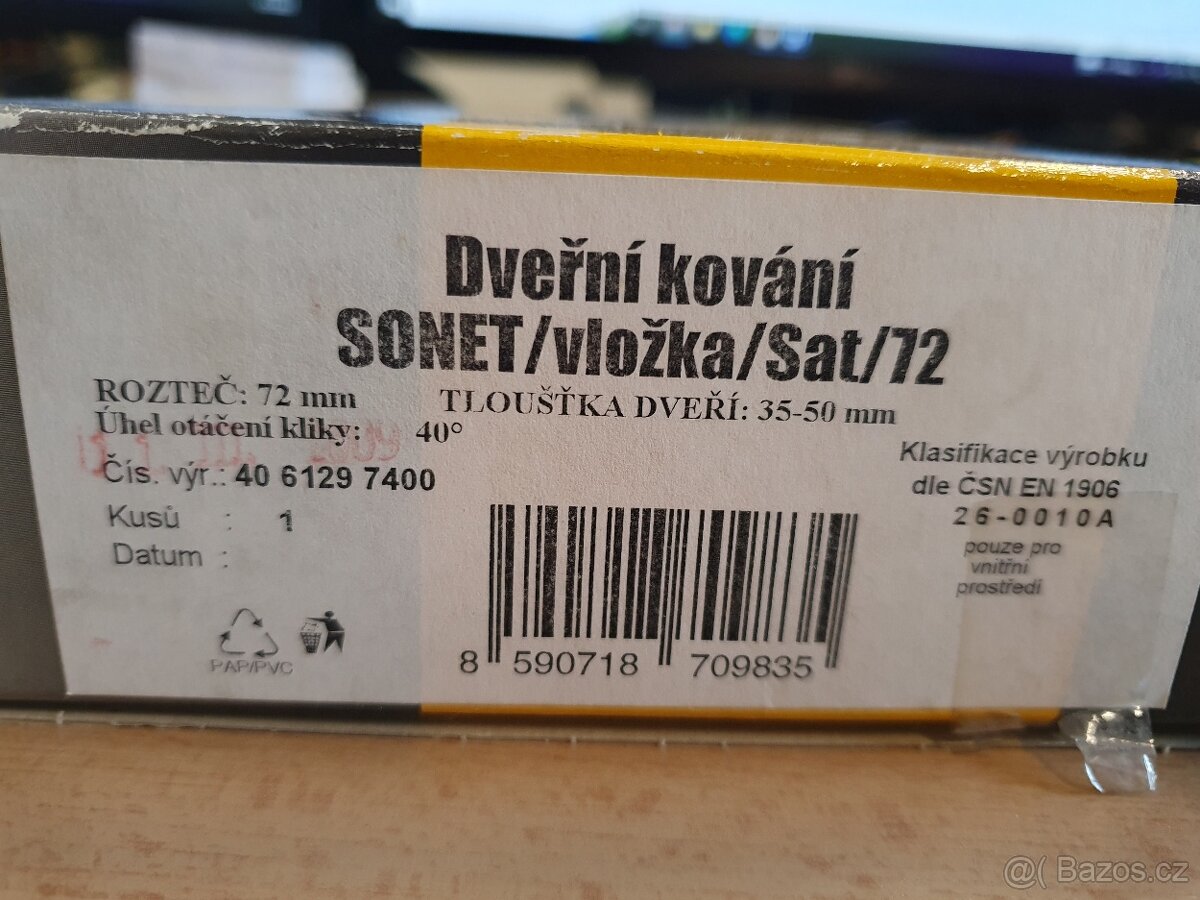 Dveřní kování
SONET/vložka/Sat/72
ROZTEČ: 72 mm
TLOUŠŤKA DVEŘÍ: 35-50 mm
Úhel otáčení kliky: 40°
Čís. výr.: 40 6129 7400
Kusů : 1
Datum :
Klasifikace výrobku
dle ČSN EN 1906
26-0010A
pouze pro
vnitřní
prostředí
PAP/PVC
8 590718 709835
@( Bazos.cz